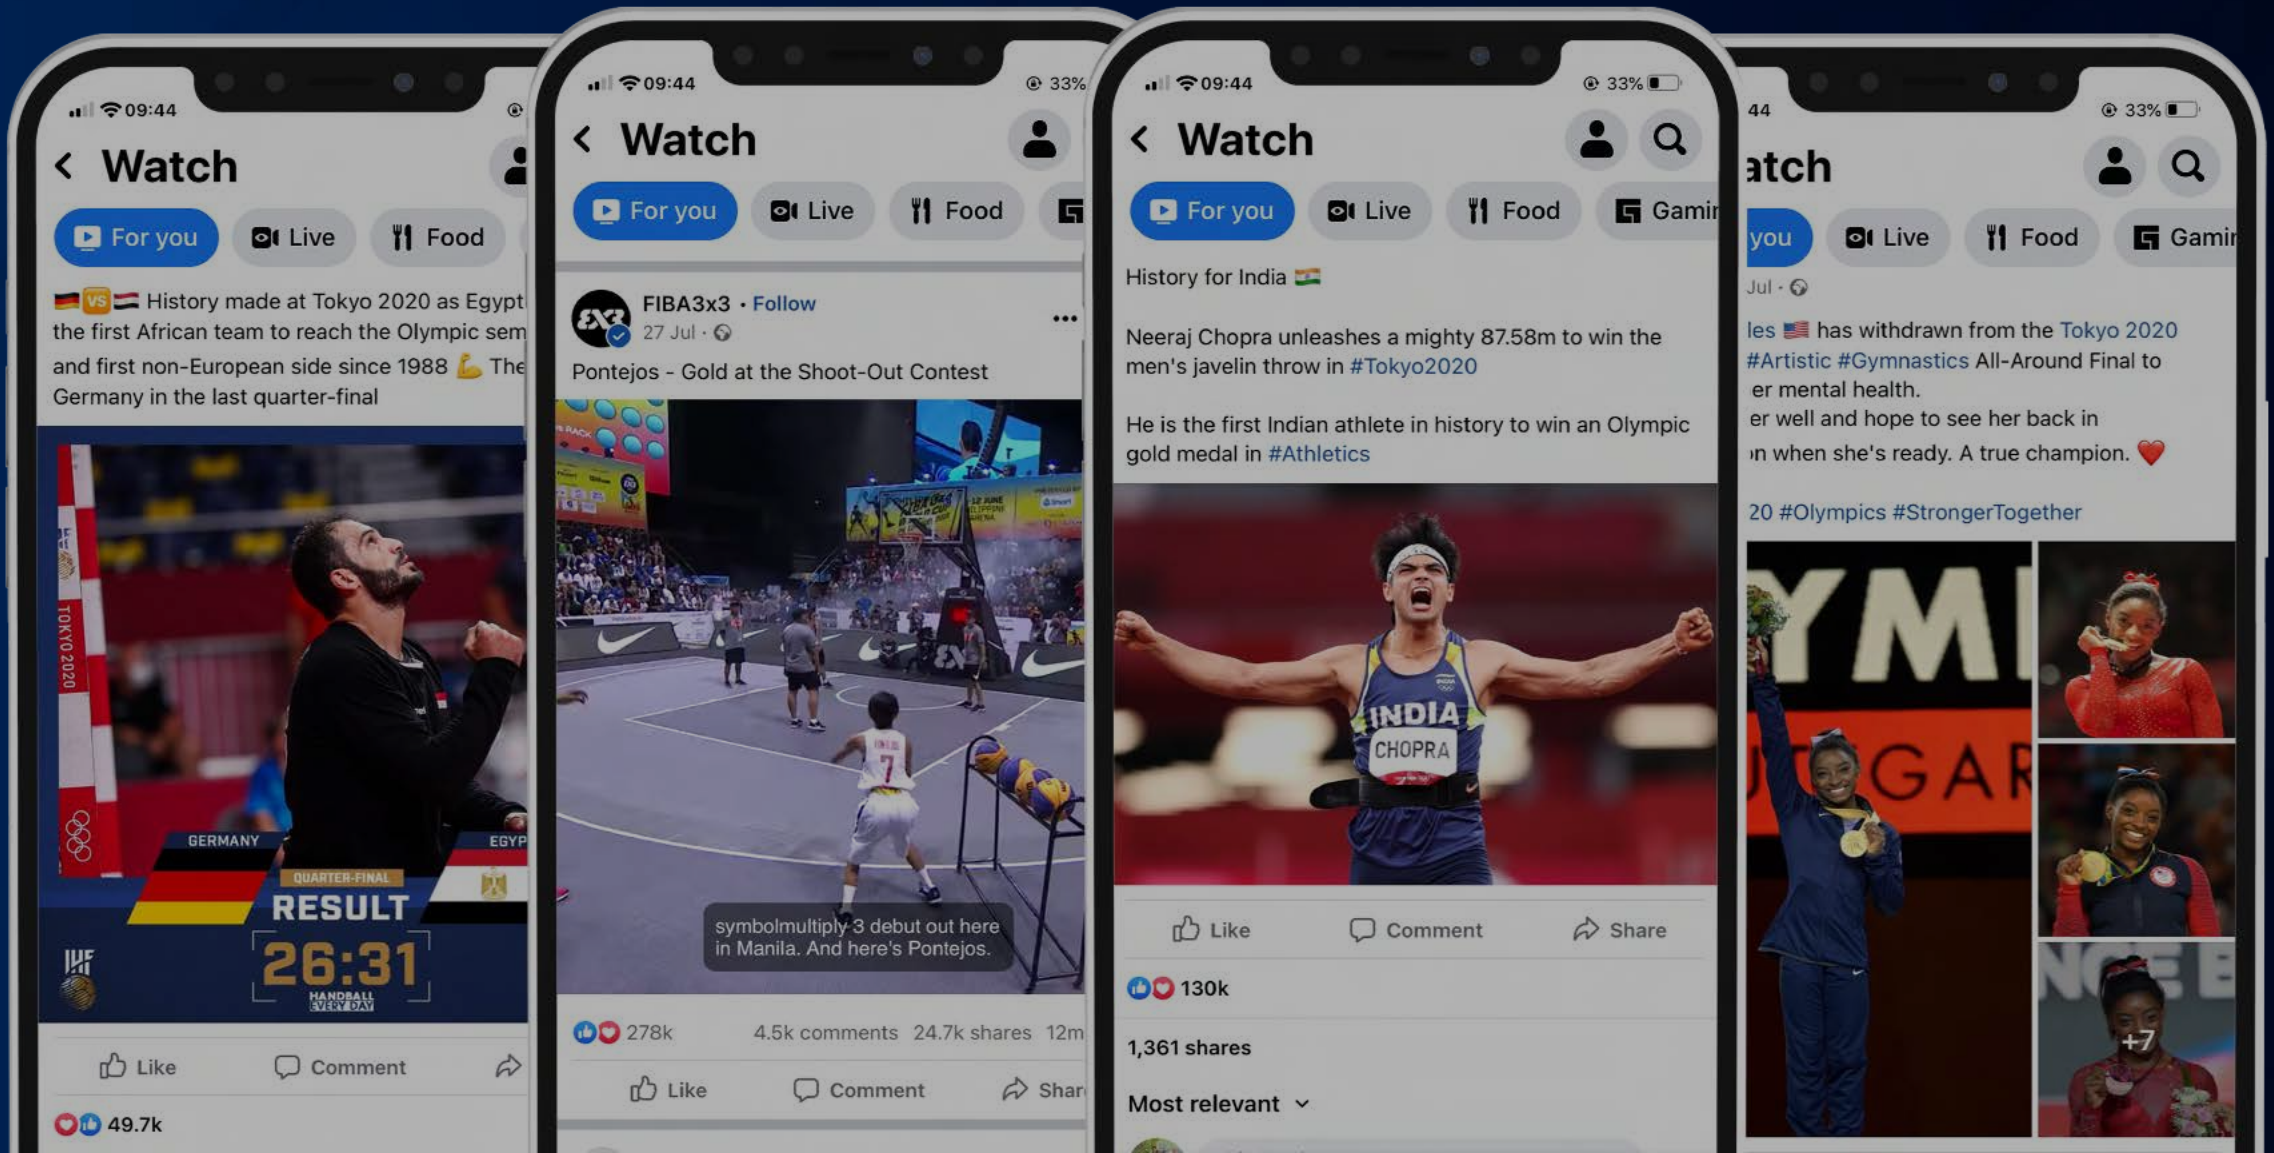 09:44
Watch
For you
Live
Food
VS History made at Tokyo 2020 as Egypt
the first African team to reach the Olympic sem
and first non-European side since 1988 💪 The
Germany in the last quarter-final
TOKYO 2020
GERMANY
EGYP
QUARTER-FINAL
RESULT
26:31
IHF
HANDBALL
EVERY DAY
Like
Comment
49.7k
09:44
33%
Watch
For you
Live
Food
FIBA3x3 · Follow
27 Jul ·
Pontejos - Gold at the Shoot-Out Contest
7
symbolmultiply 3 debut out here
in Manila. And here's Pontejos.
278k
4.5k comments 24.7k shares 12m
Like
Comment
Shar
09:44
33%
Watch
For you
Live
Food
Gamin
History for India 🇮🇳
Neeraj Chopra unleashes a mighty 87.58m to win the
men's javelin throw in #Tokyo2020
He is the first Indian athlete in history to win an Olympic
gold medal in #Athletics
INDIA
CHOPRA
Like
Comment
Share
130k
1,361 shares
Most relevant
44
33%
atch
you
Live
Food
Gamin
Jul ·
les 🇺🇸 has withdrawn from the Tokyo 2020
#Artistic #Gymnastics All-Around Final to
er mental health.
er well and hope to see her back in
on when she's ready. A true champion. ❤️
20 #Olympics #StrongerTogether
YMI
UTTGAR
NCE E
+7